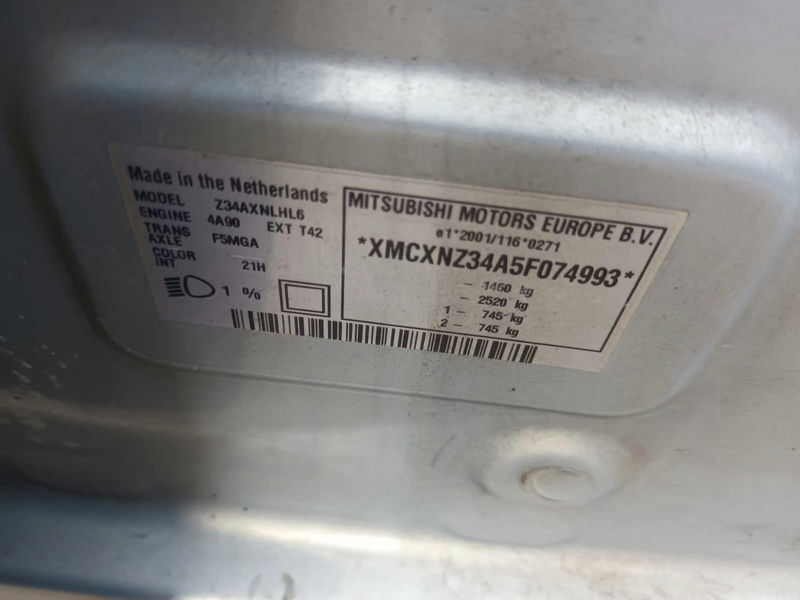 Made in the Netherlands
MODEL Z34AXNLHL6
ENGINE 4A90 EXT T42
TRANS
AXLE F5MGA
COLOR
INT 21H
1 %
MITSUBISHI MOTORS EUROPE B.V.
e1*2001/116*0271
*XMCXNZ34A5F074993*
– 1460 kg
– 2520 kg
1 – 745 kg
2 – 745 kg